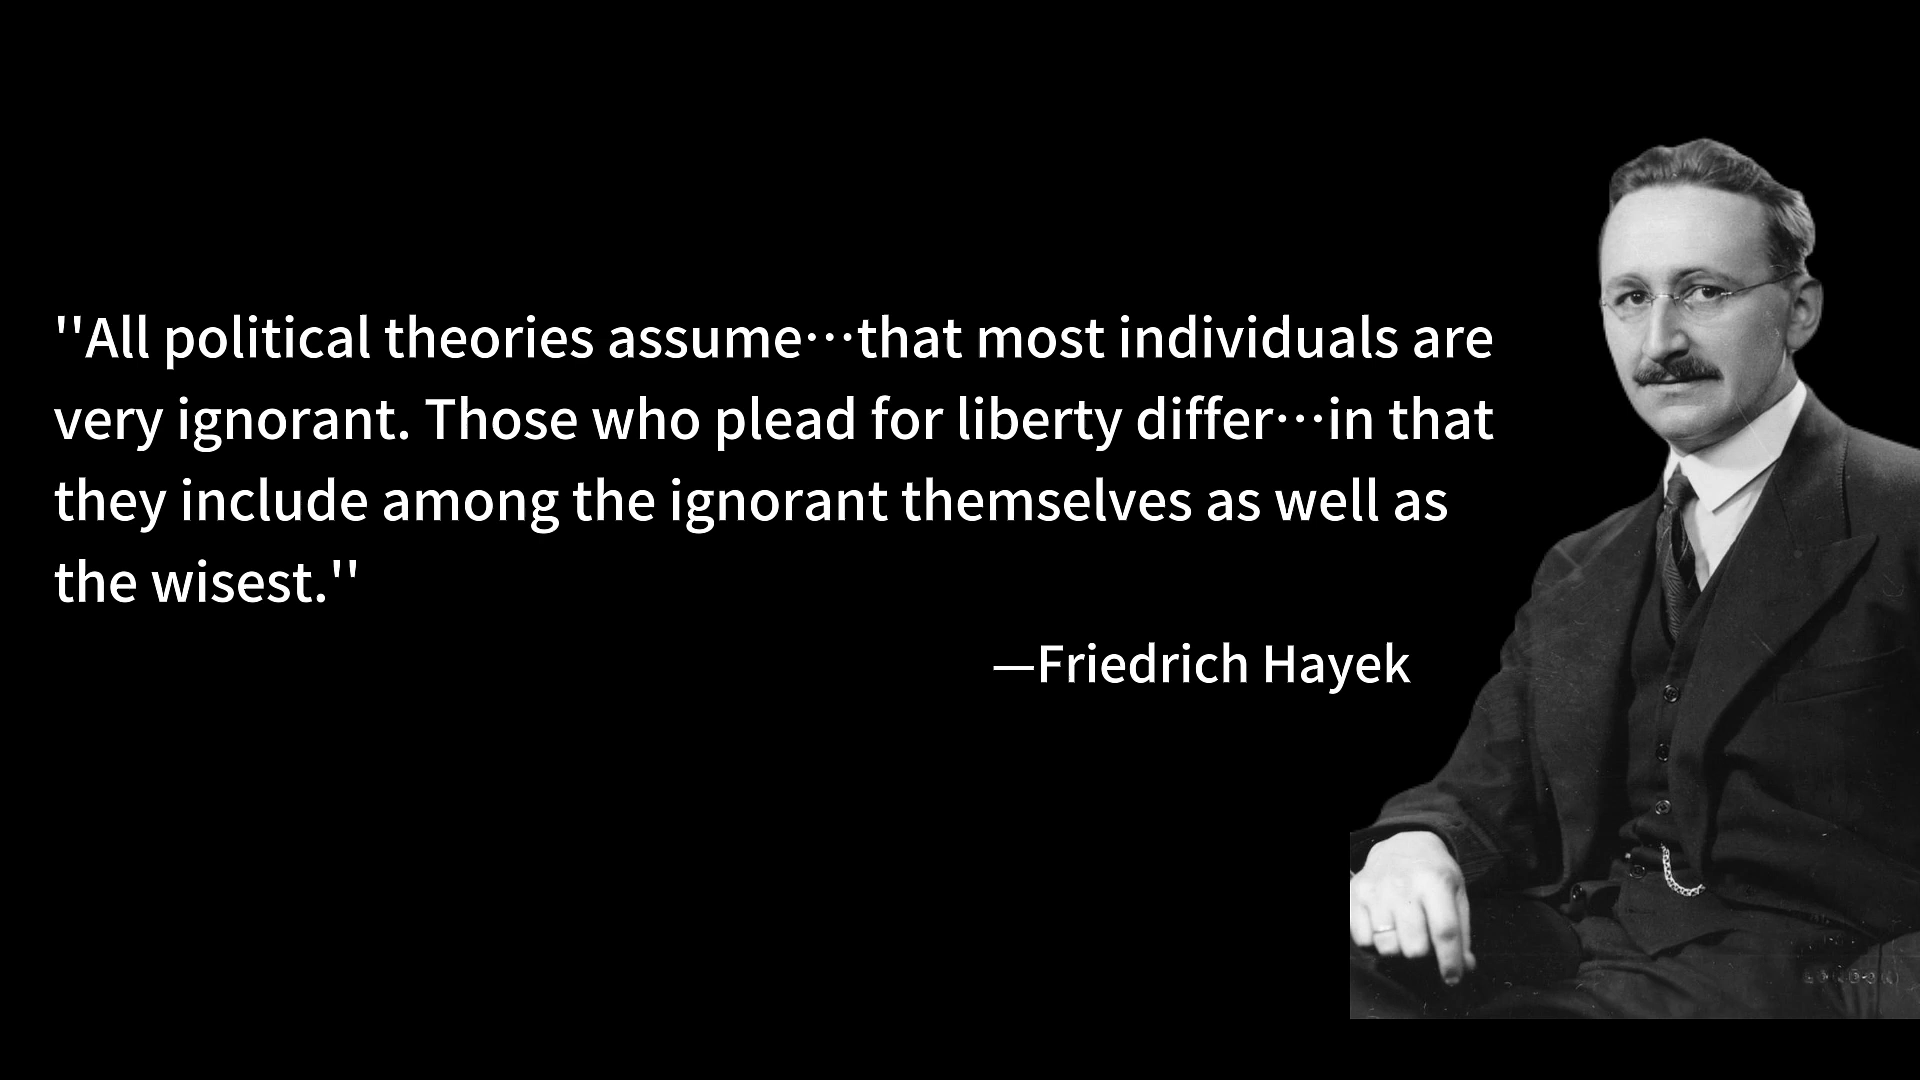 ''All political theories assume⋯that most individuals are
very ignorant. Those who plead for liberty differ⋯in that
they include among the ignorant themselves as well as
the wisest.''
—Friedrich Hayek